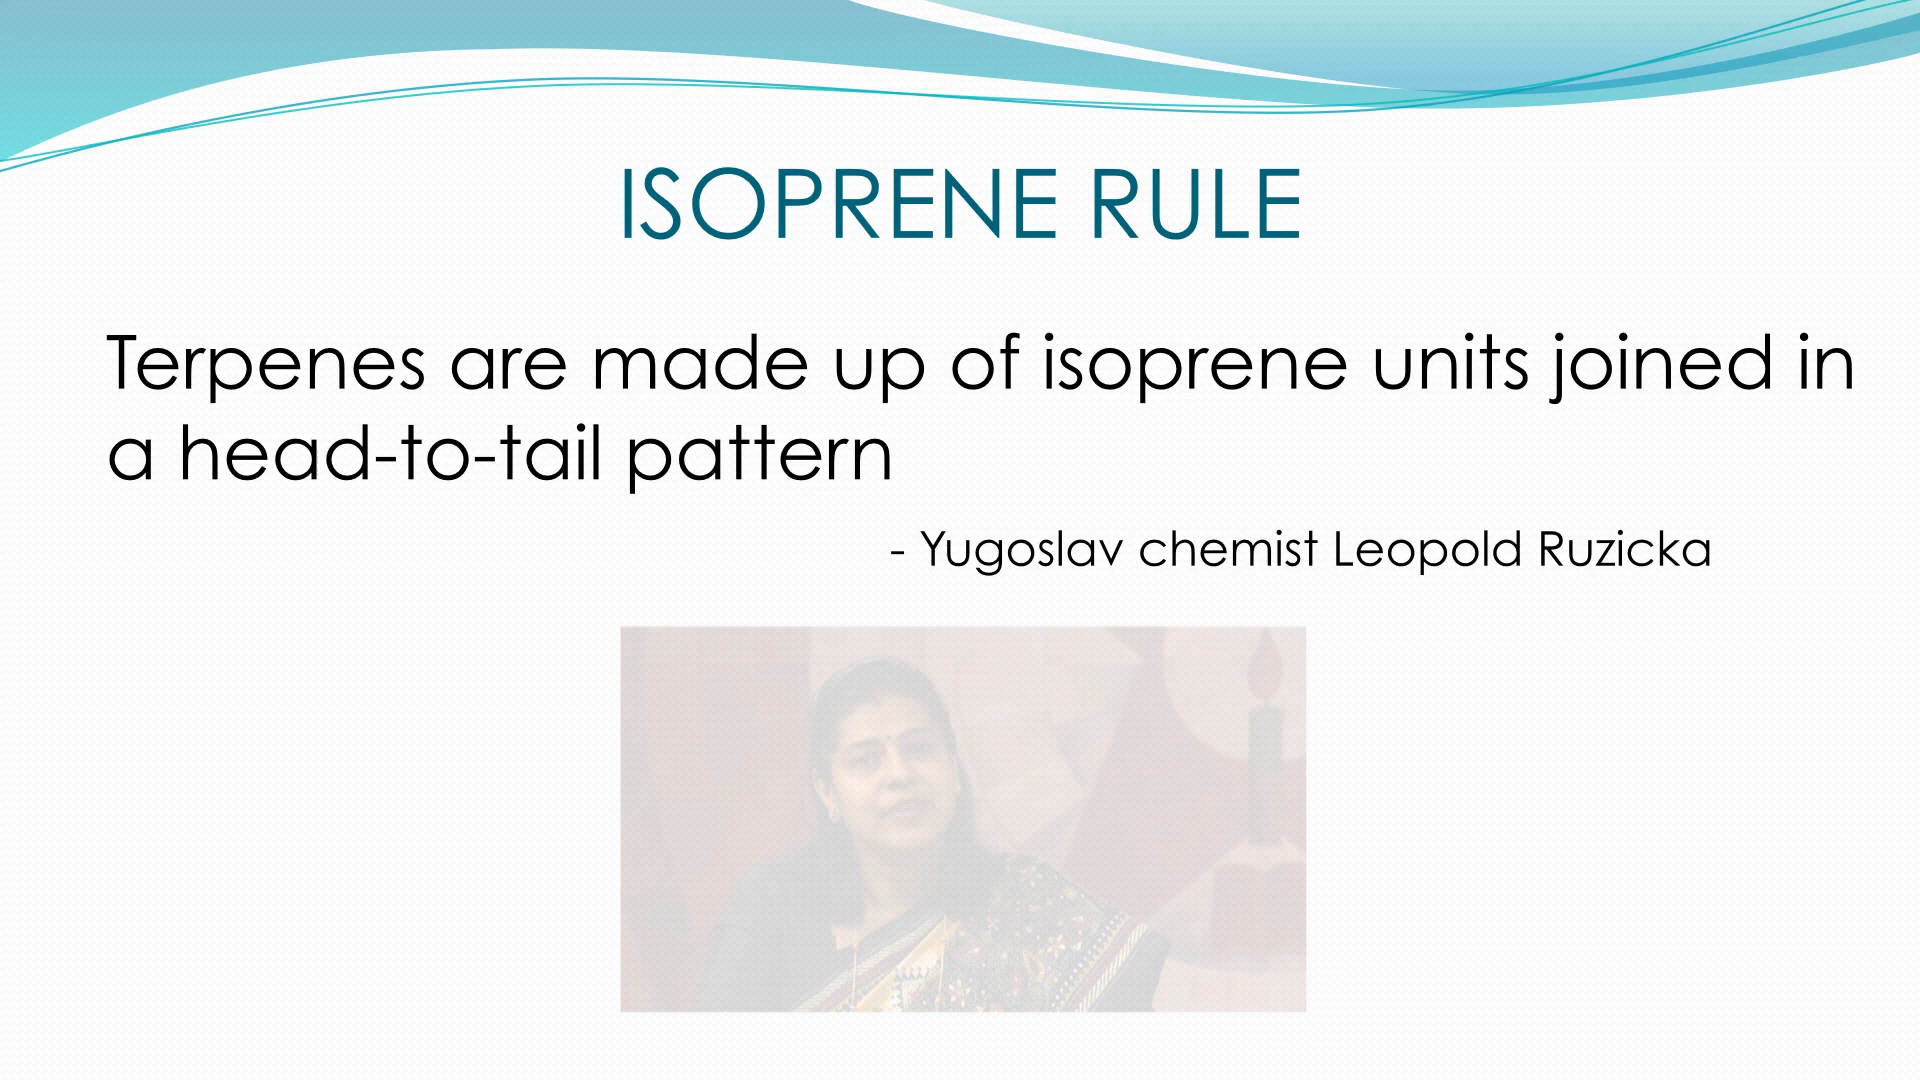 ISOPRENE RULE
Terpenes are made up of isoprene units joined in
a head-to-tail pattern
- Yugoslav chemist Leopold Ruzicka